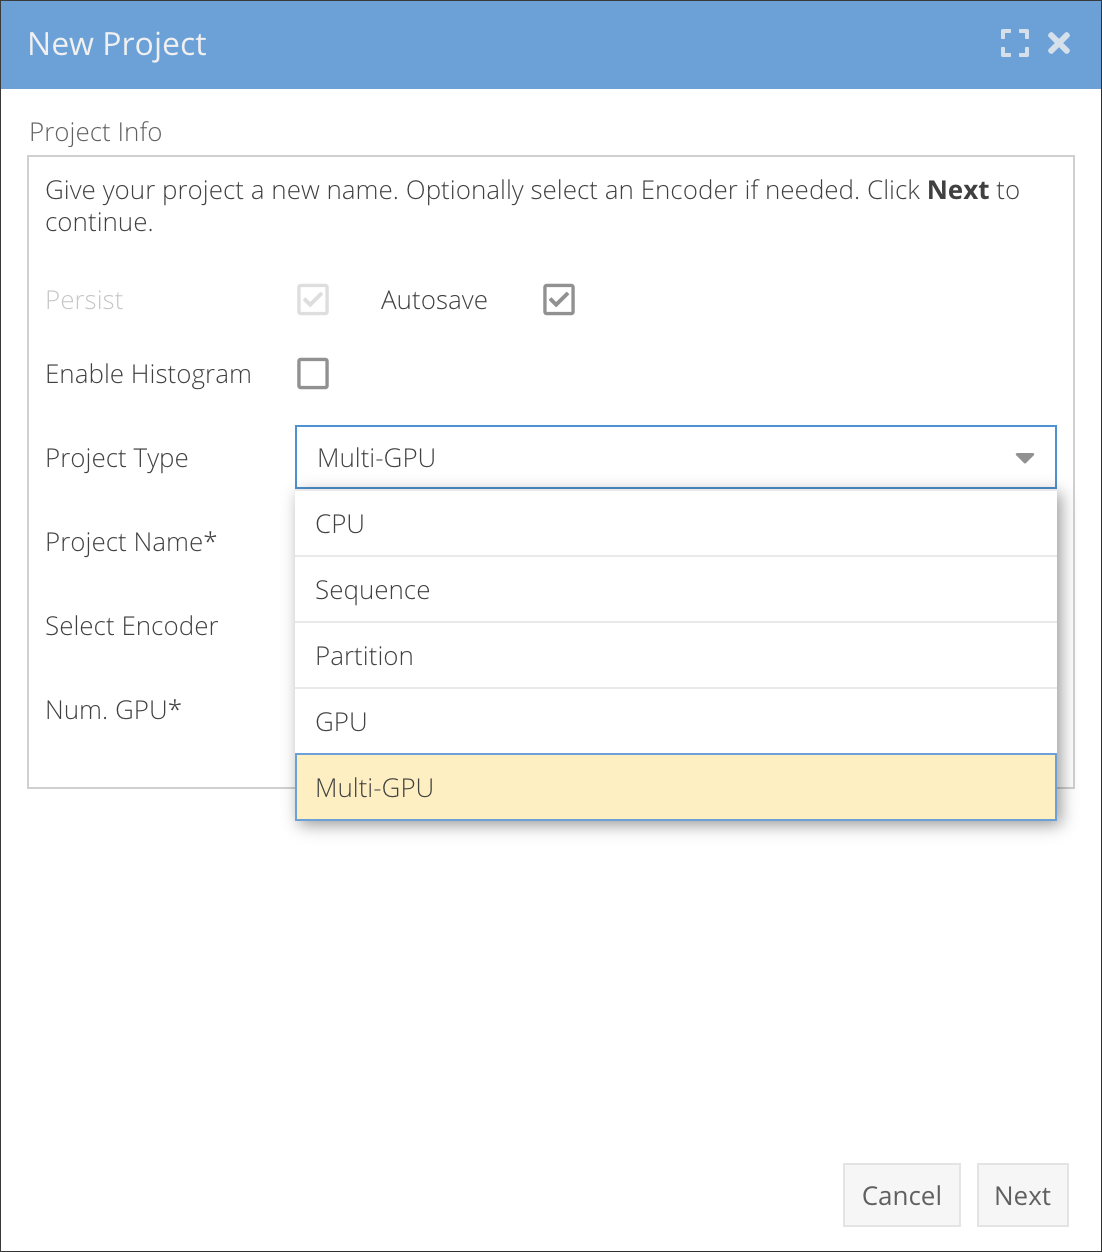 New Project
Project Info
Give your project a new name. Optionally select an Encoder if needed. Click Next to
continue.
Persist Autosave
Enable Histogram
Project Type Multi-GPU
CPU
Project Name*
Sequence
Select Encoder
Partition
Num. GPU*
GPU
Multi-GPU
Cancel Next